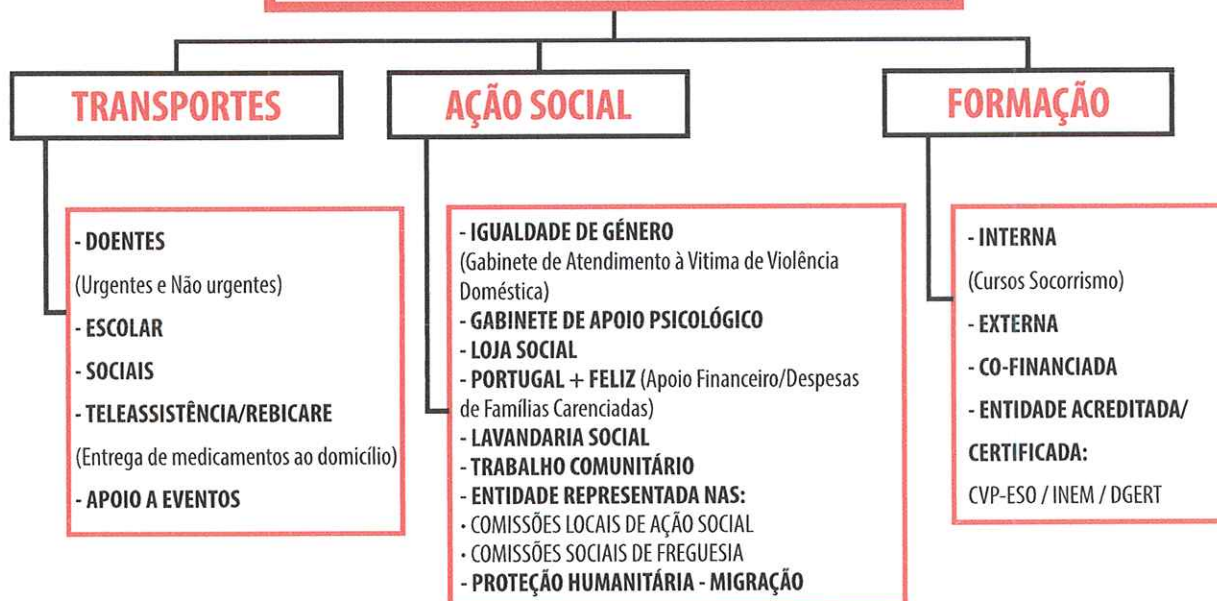 TRANSPORTES
- DOENTES
(Urgentes e Não urgentes)
- ESCOLAR
- SOCIAIS
- TELEASSISTÊNCIA/REBICARE
(Entrega de medicamentos ao domicílio)
- APOIO A EVENTOS
AÇÃO SOCIAL
- IGUALDADE DE GÉNERO
(Gabinete de Atendimento à Vitima de Violência
Doméstica)
- GABINETE DE APOIO PSICOLÓGICO
- LOJA SOCIAL
- PORTUGAL + FELIZ (Apoio Financeiro/Despesas
de Famílias Carenciadas)
- LAVANDARIA SOCIAL
- TRABALHO COMUNITÁRIO
- ENTIDADE REPRESENTADA NAS:
• COMISSÕES LOCAIS DE AÇÃO SOCIAL
• COMISSÕES SOCIAIS DE FREGUESIA
- PROTEÇÃO HUMANITÁRIA - MIGRAÇÃO
FORMAÇÃO
- INTERNA
(Cursos Socorrismo)
- EXTERNA
- CO-FINANCIADA
- ENTIDADE ACREDITADA/
CERTIFICADA:
CVP-ESO / INEM / DGERT